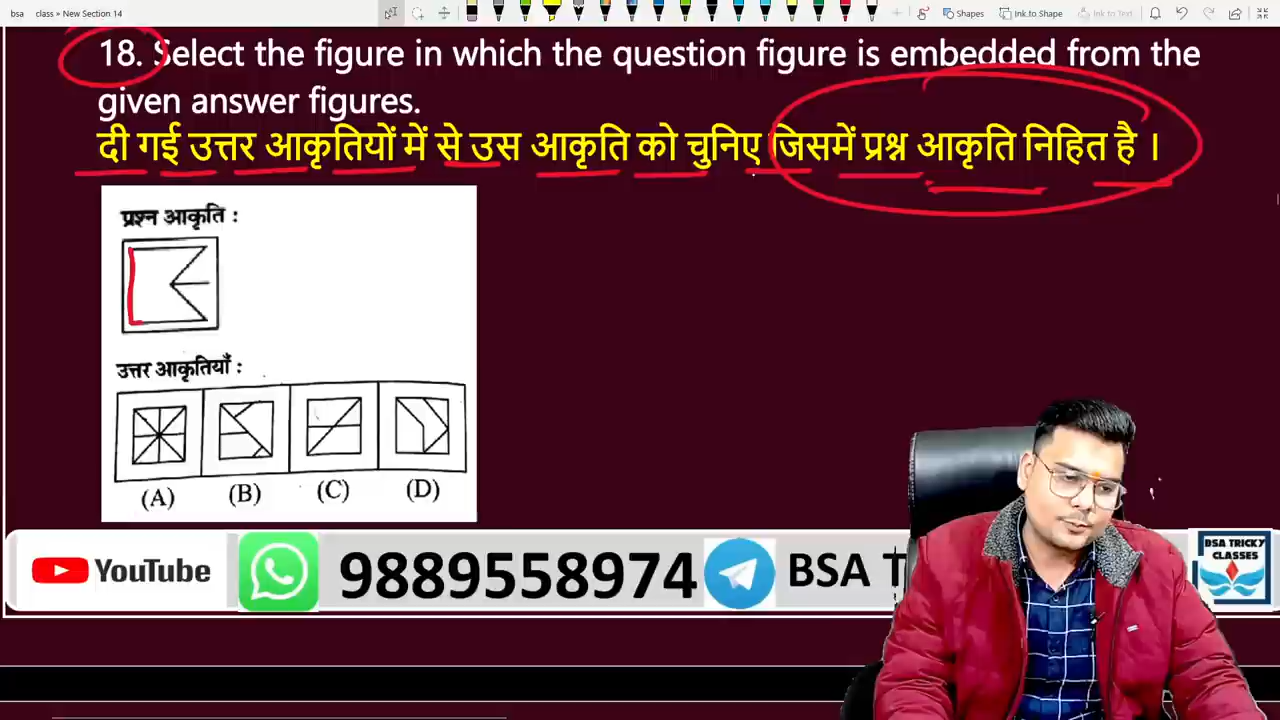 bsa class » New Section 14
Shapes Ink to Shape Ink to Text
18. Select the figure in which the question figure is embedded from the
given answer figures.
दी गई उत्तर आकृतियों में से उस आकृति को चुनिए जिसमें प्रश्न आकृति निहित है ।
प्रश्न आकृति :
उत्तर आकृतियाँ :
(A) (B) (C) (D)
YouTube 9889558974 BSA T
BSA TRICKY
CLASSES